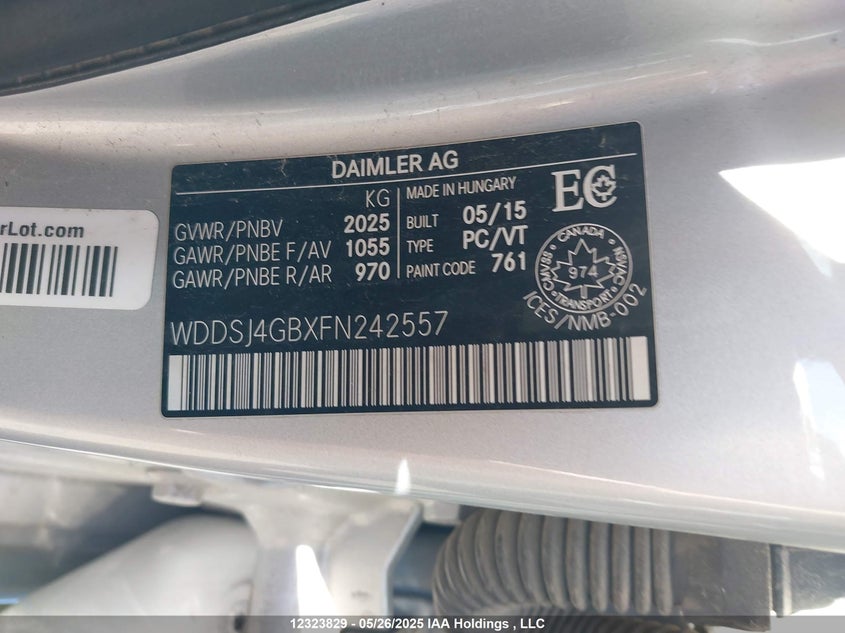 DAIMLER AG
KG
MADE IN HUNGARY
EC
GVWR/PNBV 2025
BUILT 05/15
GAWR/PNBE F/AV 1055
TYPE PC/VT
GAWR/PNBE R/AR 970
PAINT CODE 761
CANADA
974
TRANSPORT
ICES/NMB-002
WDDSJ4GBXFN242557
rLot.com
12323829 - 05/26/2025 IAA Holdings , LLC